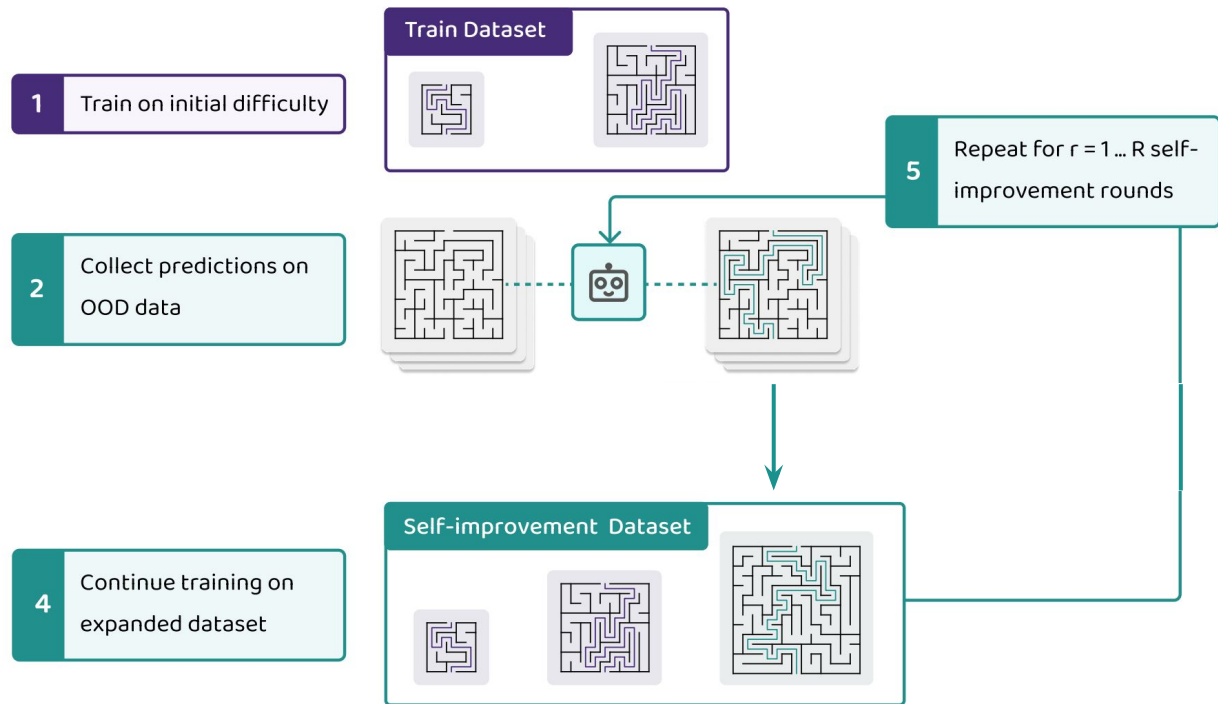 Train Dataset
1
Train on initial difficulty
5
Repeat for r = 1 ... R self-
improvement rounds
2
Collect predictions on
OOD data
Self-improvement Dataset
4
Continue training on
expanded dataset